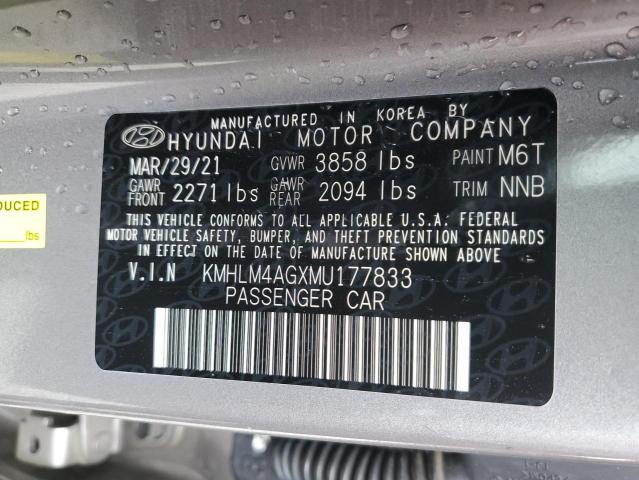 MANUFACTURED IN KOREA BY
HYUNDAI MOTOR COMPANY
MAR/29/21 GVWR 3858 lbs PAINT M6T
GAWR FRONT 2271 lbs GAWR REAR 2094 lbs TRIM NNB
THIS VEHICLE CONFORMS TO ALL APPLICABLE U.S.A. FEDERAL
MOTOR VEHICLE SAFETY, BUMPER, AND THEFT PREVENTION STANDARDS
IN EFFECT ON THE DATE OF MANUFACTURE SHOWN ABOVE.
V.I.N KMHLM4AGXMU177833
PASSENGER CAR
DUCED
lbs